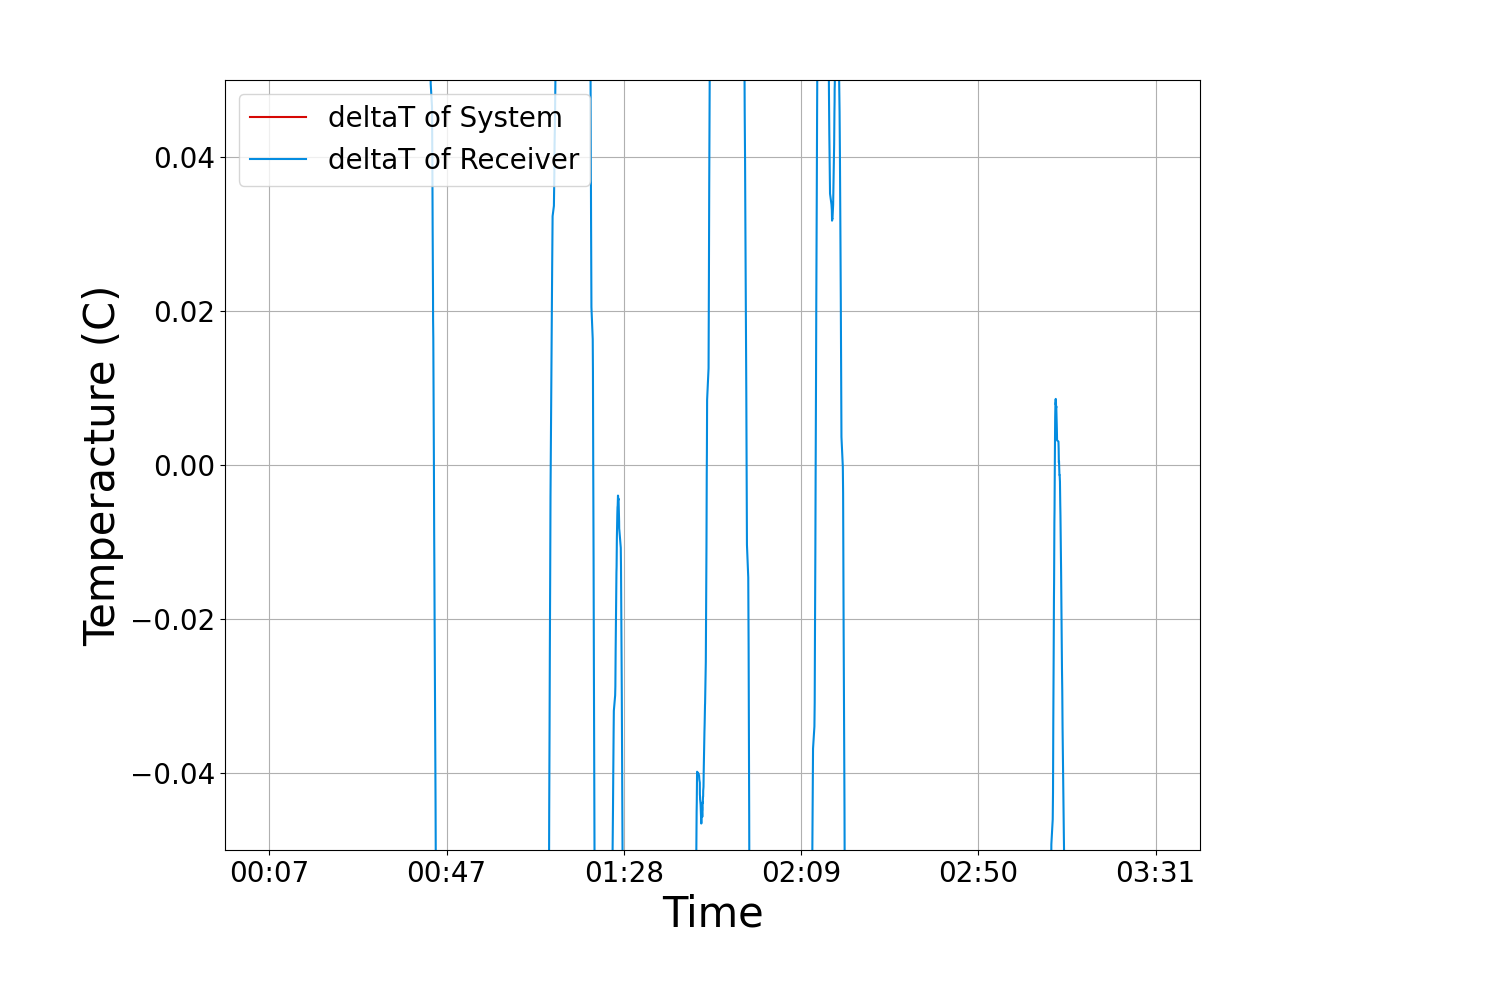 deltaT of System
deltaT of Receiver
Temperacture (C)
0.04
0.02
0.00
−0.02
−0.04
00:07 00:47 01:28 02:09 02:50 03:31
Time